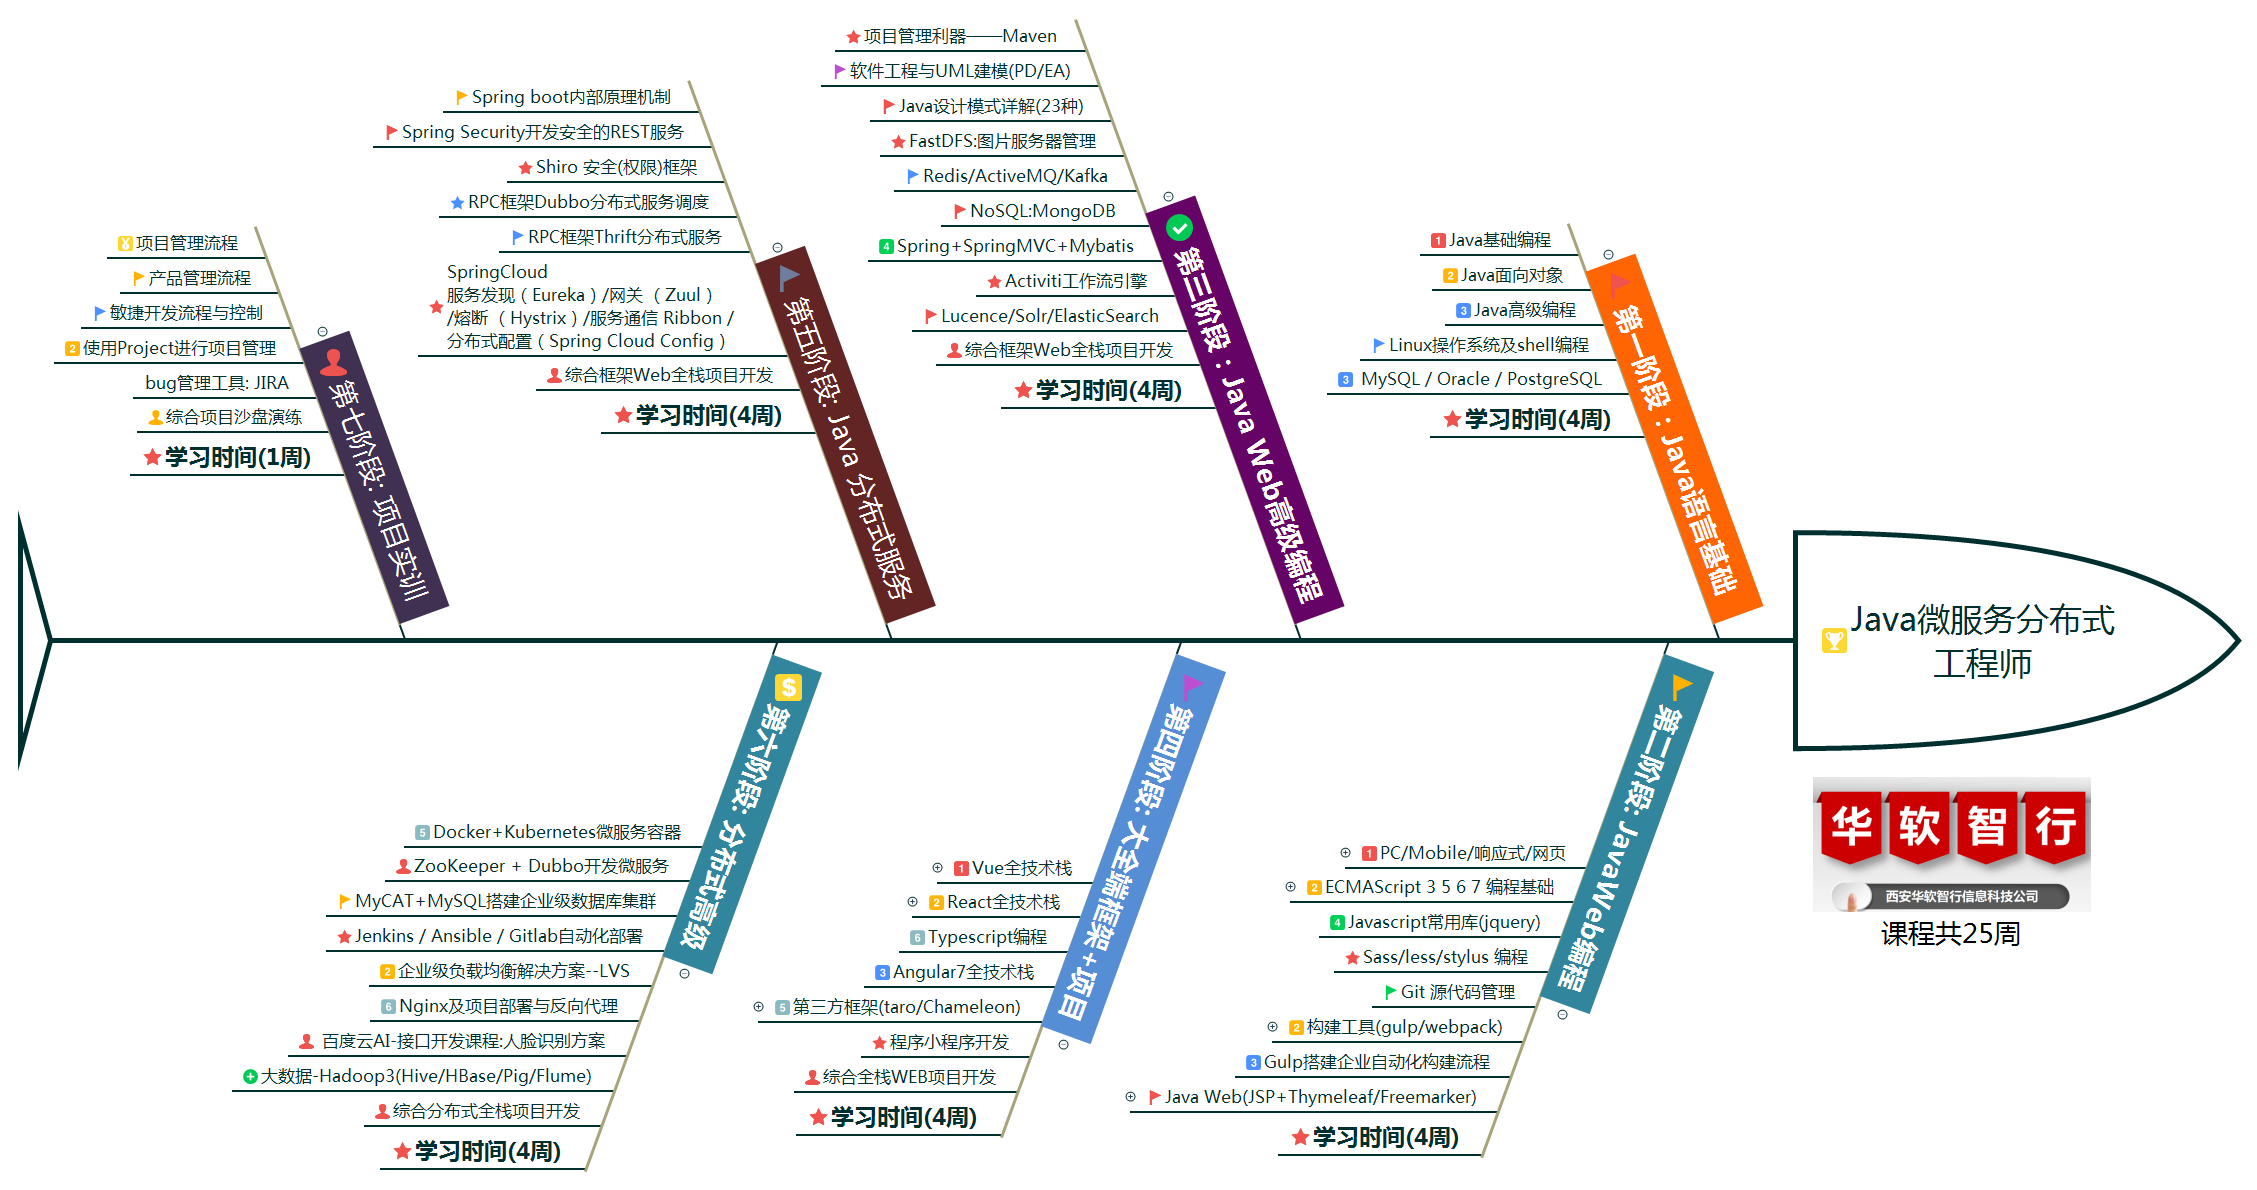 Java微服务分布式
工程师
华软智行
西安华软智行信息科技公司
课程共25周
第一阶段：Java语言基础
Java基础编程
Java面向对象
Java高级编程
Linux操作系统及shell编程
MySQL / Oracle / PostgreSQL
学习时间(4周)
第二阶段: JavaWeb编程
PC/Mobile/响应式/网页
ECMAScript 3 5 6 7 编程基础
Javascript常用库(jquery)
Sass/less/stylus 编程
Git 源代码管理
构建工具(gulp/webpack)
Gulp搭建企业自动化构建流程
Java Web(JSP+Thymeleaf/Freemarker)
学习时间(4周)
第三阶段：Java Web高级编程
项目管理利器——Maven
软件工程与UML建模(PD/EA)
Java设计模式详解(23种)
FastDFS:图片服务器管理
Redis/ActiveMQ/Kafka
NoSQL:MongoDB
Spring+SpringMVC+Mybatis
Activiti工作流引擎
Lucence/Solr/ElasticSearch
综合框架Web全栈项目开发
学习时间(4周)
第四阶段: 大全端框架+项目
Vue全技术栈
React全技术栈
Typescript编程
Angular7全技术栈
第三方框架(taro/Chameleon)
程序小程序开发
综合全栈WEB项目开发
学习时间(4周)
第五阶段: Java 分布式服务
Spring boot内部原理机制
Spring Security开发安全的REST服务
Shiro 安全(权限)框架
RPC框架Dubbo分布式服务调度
RPC框架Thrift分布式服务
SpringCloud
服务发现（Eureka）/网关 （Zuul）
/熔断 （Hystrix）/服务通信 Ribbon /
分布式配置（Spring Cloud Config）
综合框架Web全栈项目开发
学习时间(4周)
第六阶段: 分布式高级
Docker+Kubernetes微服务容器
ZooKeeper + Dubbo开发微服务
MyCAT+MySQL搭建企业级数据库集群
Jenkins / Ansible / Gitlab自动化部署
企业级负载均衡解决方案--LVS
Nginx及项目部署与反向代理
百度云AI-接口开发课程:人脸识别方案
大数据-Hadoop3(Hive/HBase/Pig/Flume)
综合分布式全栈项目开发
学习时间(4周)
第七阶段: 项目实训
项目管理流程
产品管理流程
敏捷开发流程与控制
使用Project进行项目管理
bug管理工具: JIRA
综合项目沙盘演练
学习时间(1周)